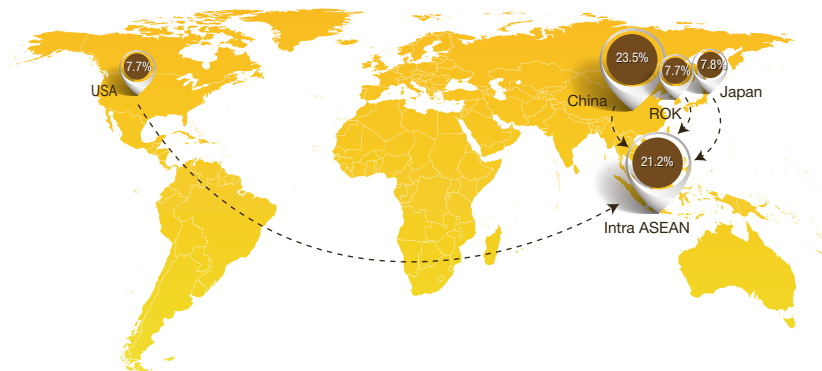 7.7%
USA
23.5%
China
7.7%
ROK
7.8%
Japan
21.2%
Intra ASEAN